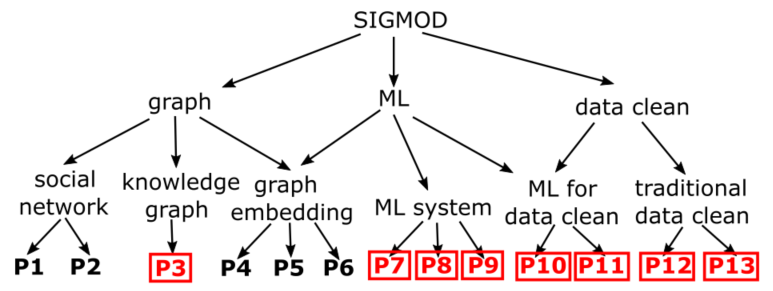 SIGMOD
graph
ML
data clean
social
network
knowledge
graph
graph
embedding
ML system
ML for
data clean
traditional
data clean
P1
P2
P3
P4
P5
P6
P7
P8
P9
P10
P11
P12
P13